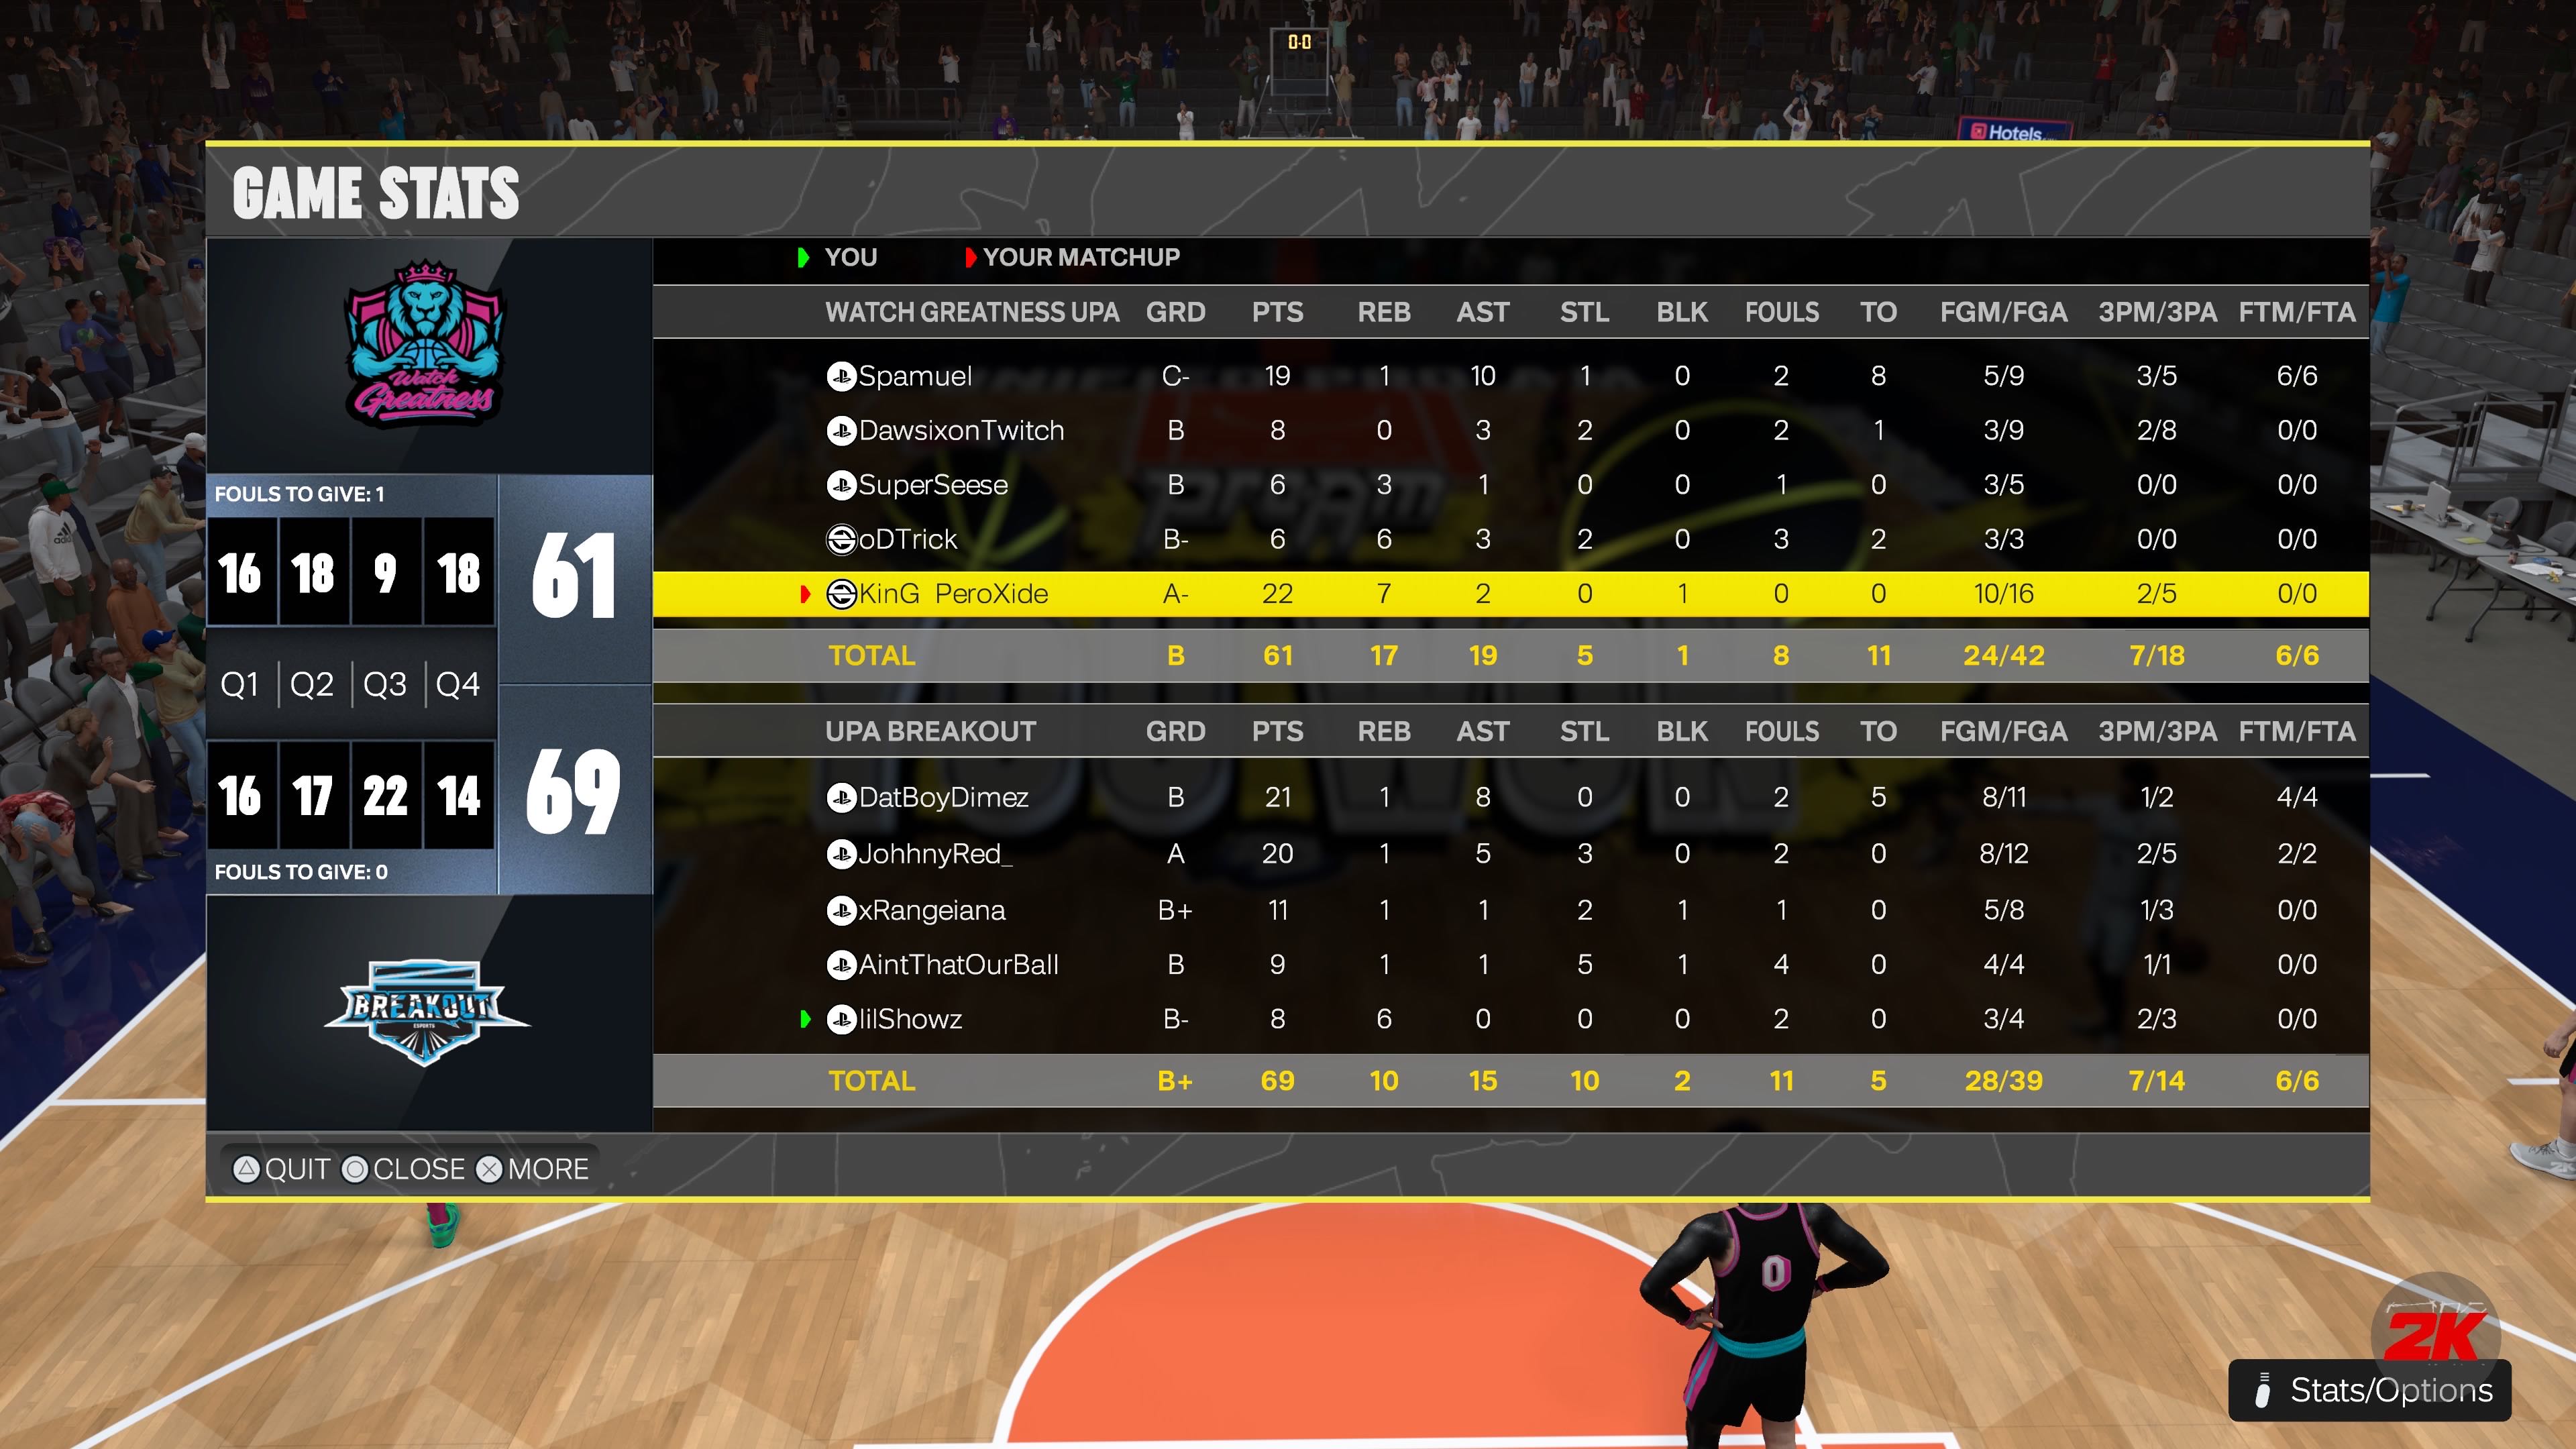 0:0
Hotels
GAME STATS
YOU YOUR MATCHUP
WATCH GREATNESS UPA GRD PTS REB AST STL BLK FOULS TO FGM/FGA 3PM/3PA FTM/FTA
Spamuel C- 19 1 10 1 0 2 8 5/9 3/5 6/6
DawsixonTwitch B 8 0 3 2 0 2 1 3/9 2/8 0/0
SuperSeese B 6 3 1 0 0 1 0 3/5 0/0 0/0
oDTrick B- 6 6 3 2 0 3 2 3/3 0/0 0/0
KinG PeroXide A- 22 7 2 0 1 0 0 10/16 2/5 0/0
TOTAL B 61 17 19 5 1 8 11 24/42 7/18 6/6
UPA BREAKOUT GRD PTS REB AST STL BLK FOULS TO FGM/FGA 3PM/3PA FTM/FTA
DatBoyDimez B 21 1 8 0 0 2 5 8/11 1/2 4/4
JohhnyRed_ A 20 1 5 3 0 2 0 8/12 2/5 2/2
xRangeiana B+ 11 1 1 2 1 1 0 5/8 1/3 0/0
AintThatOurBall B 9 1 1 5 1 4 0 4/4 1/1 0/0
lilShowz B- 8 6 0 0 0 2 0 3/4 2/3 0/0
TOTAL B+ 69 10 15 10 2 11 5 28/39 7/14 6/6
Watch
Greatness
FOULS TO GIVE: 1
16 18 9 18 61
Q1 Q2 Q3 Q4
16 17 22 14 69
FOULS TO GIVE: 0
BREAKOUT
ESPORTS
QUIT CLOSE MORE
0
2K
Stats/Options